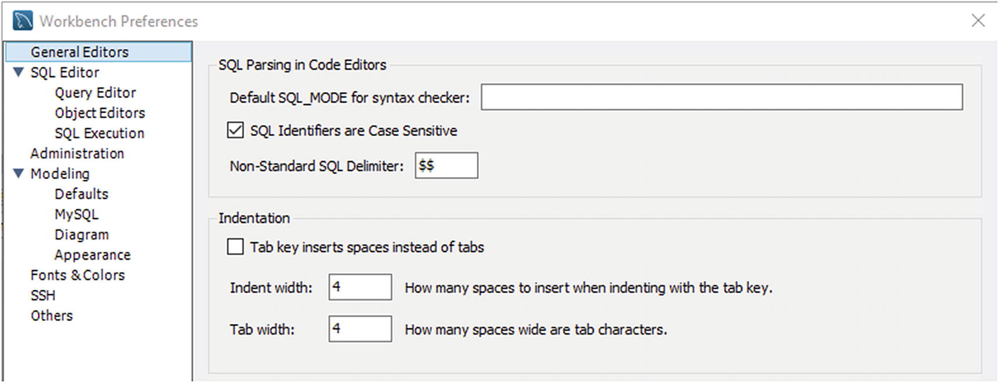 Workbench Preferences
General Editors
SQL Editor
Query Editor
Object Editors
SQL Execution
Administration
Modeling
Defaults
MySQL
Diagram
Appearance
Fonts & Colors
SSH
Others
SQL Parsing in Code Editors
Default SQL_MODE for syntax checker:
SQL Identifiers are Case Sensitive
Non-Standard SQL Delimiter: $$
Indentation
Tab key inserts spaces instead of tabs
Indent width: 4 How many spaces to insert when indenting with the tab key.
Tab width: 4 How many spaces wide are tab characters.